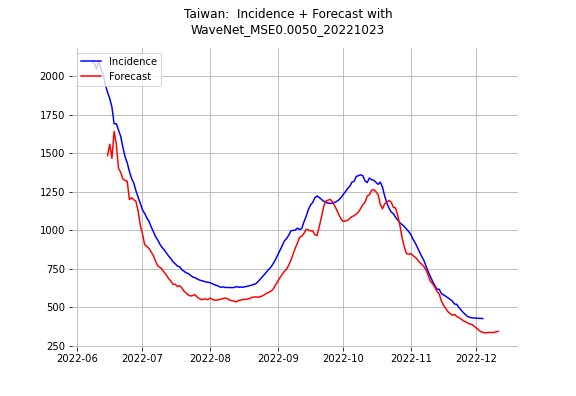 Taiwan:  Incidence + Forecast with
WaveNet_MSE0.0050_20221023
Incidence
Forecast
2000
1750
1500
1250
1000
750
500
250
2022-06 2022-07 2022-08 2022-09 2022-10 2022-11 2022-12